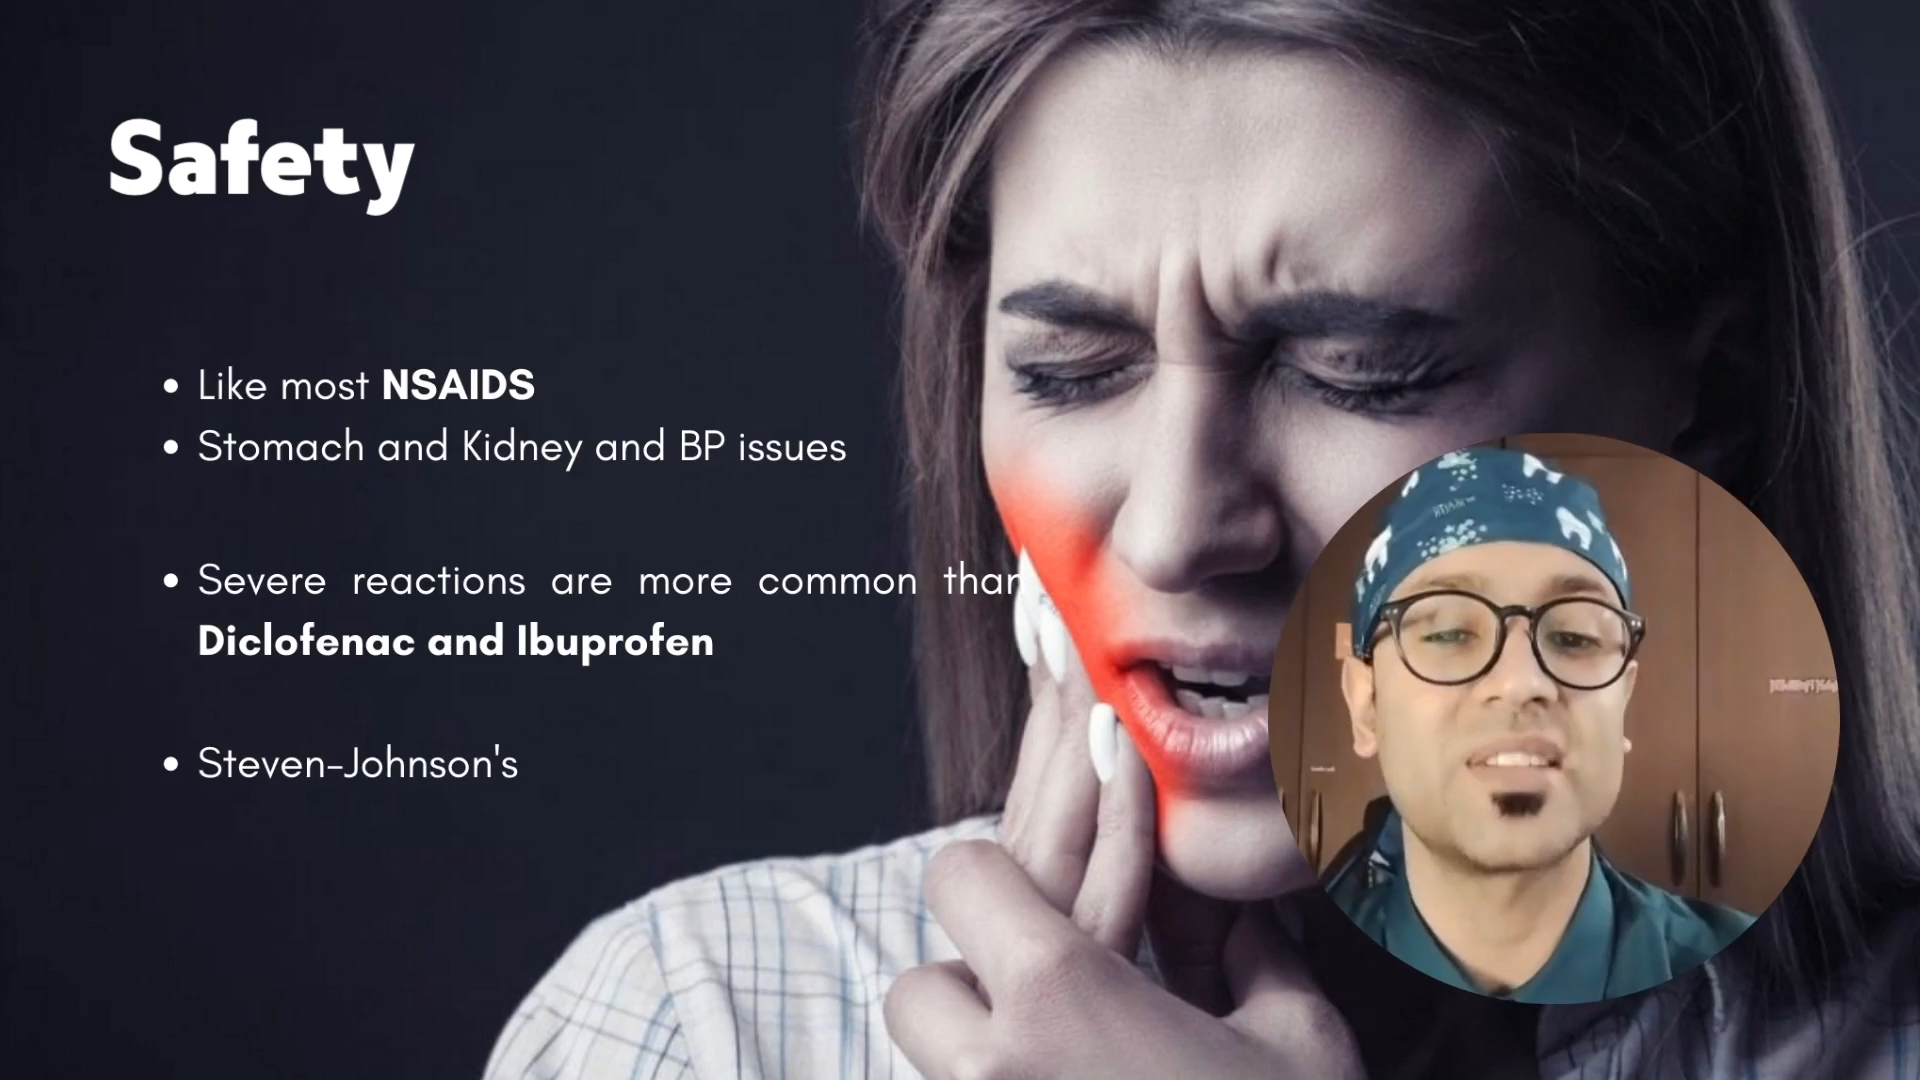 Safety
Like most NSAIDS
Stomach and Kidney and BP issues
Severe reactions are more common than
Diclofenac and Ibuprofen
Steven-Johnson's